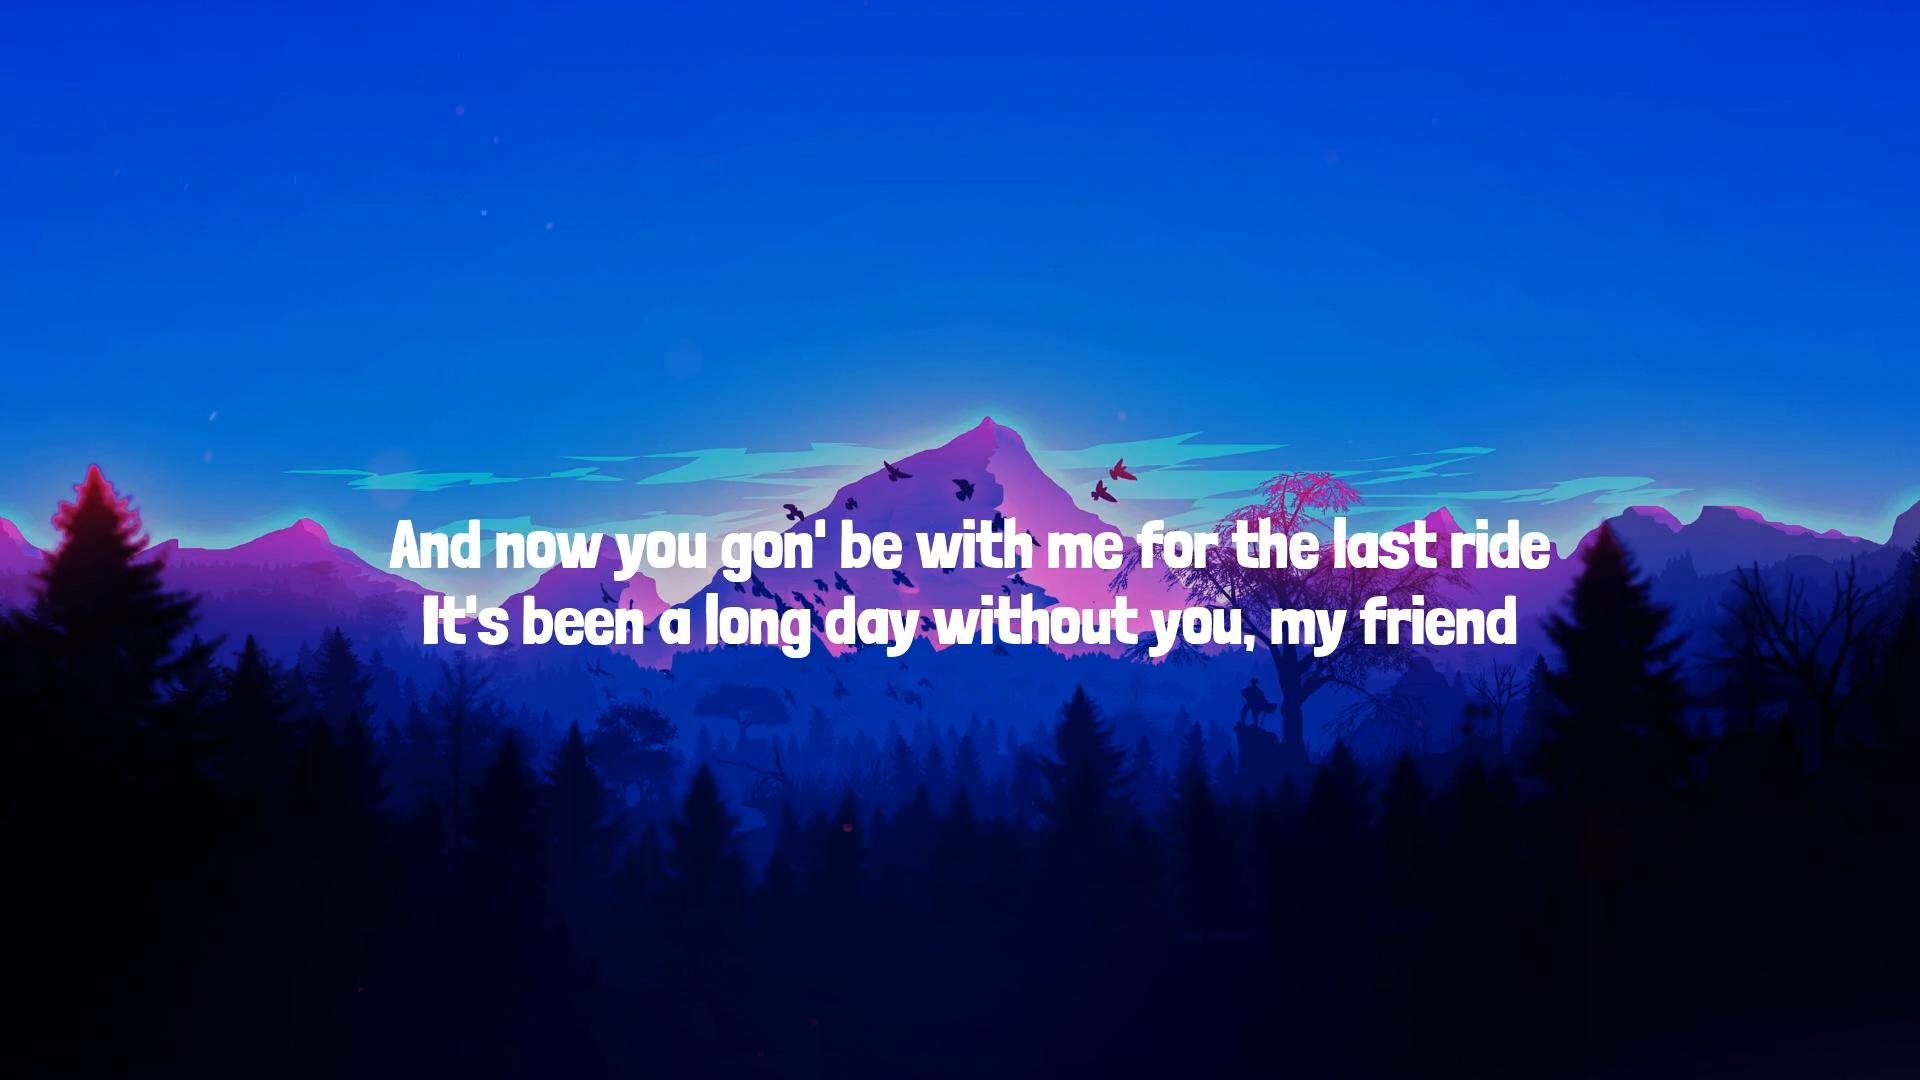 And now you gon' be with me for the last ride
It's been a long day without you, my friend